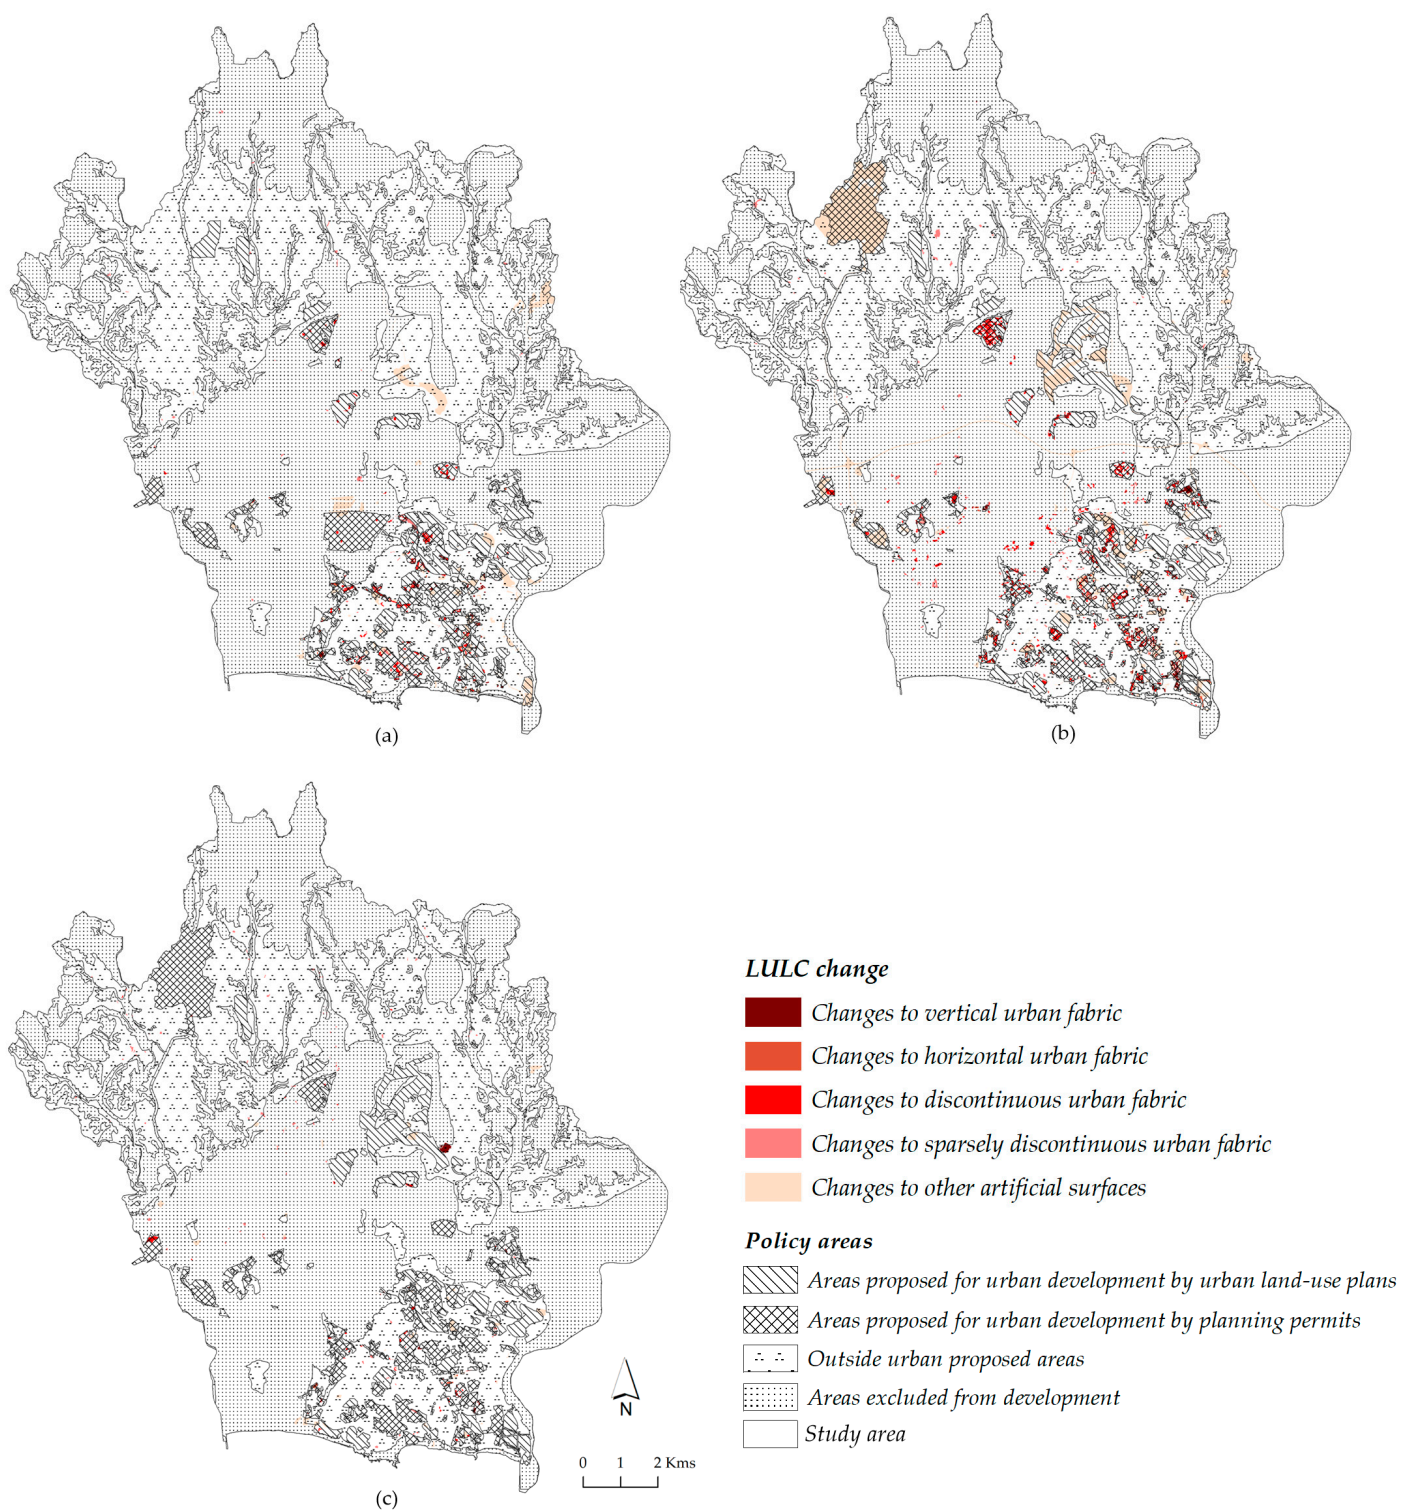 (a)
(b)
LULC change
Changes to vertical urban fabric
Changes to horizontal urban fabric
Changes to discontinuous urban fabric
Changes to sparsely discontinuous urban fabric
Changes to other artificial surfaces
Policy areas
Areas proposed for urban development by urban land-use plans
Areas proposed for urban development by planning permits
Outside urban proposed areas
Areas excluded from development
Study area
N
0 1 2 Kms
(c)